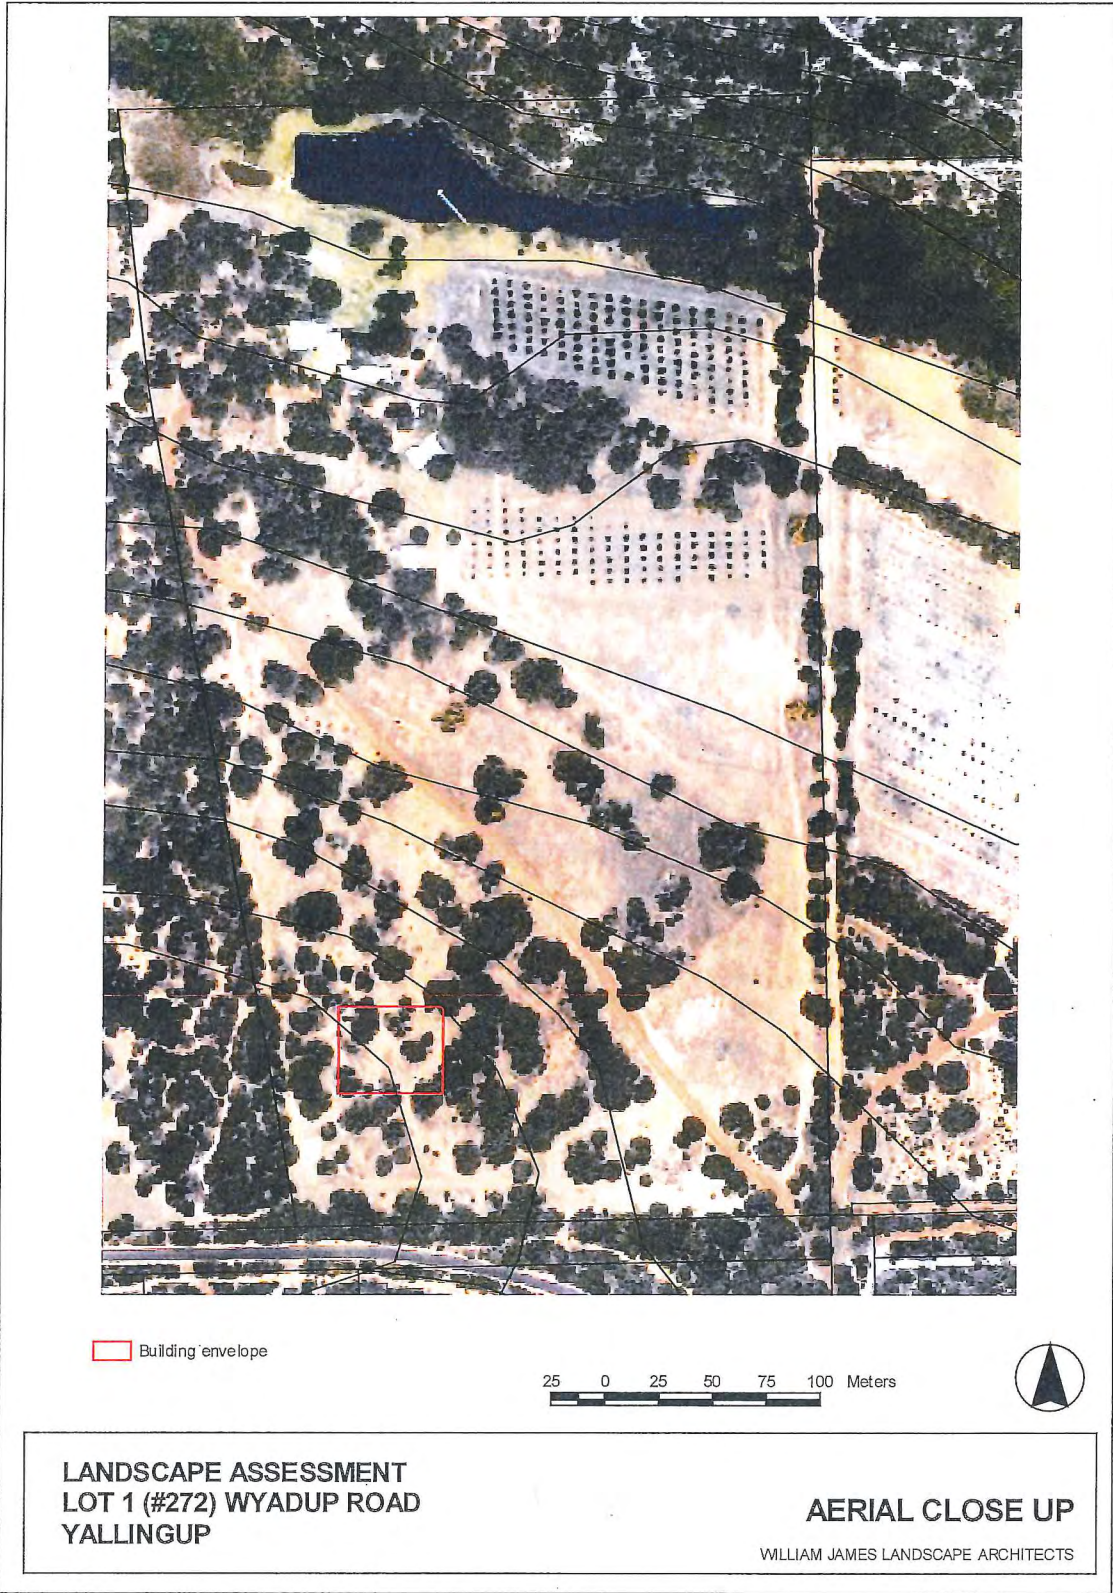 Building envelope
25 0 25 50 75 100 Meters
LANDSCAPE ASSESSMENT
LOT 1 (#272) WYADUP ROAD
YALLINGUP
AERIAL CLOSE UP
WILLIAM JAMES LANDSCAPE ARCHITECTS